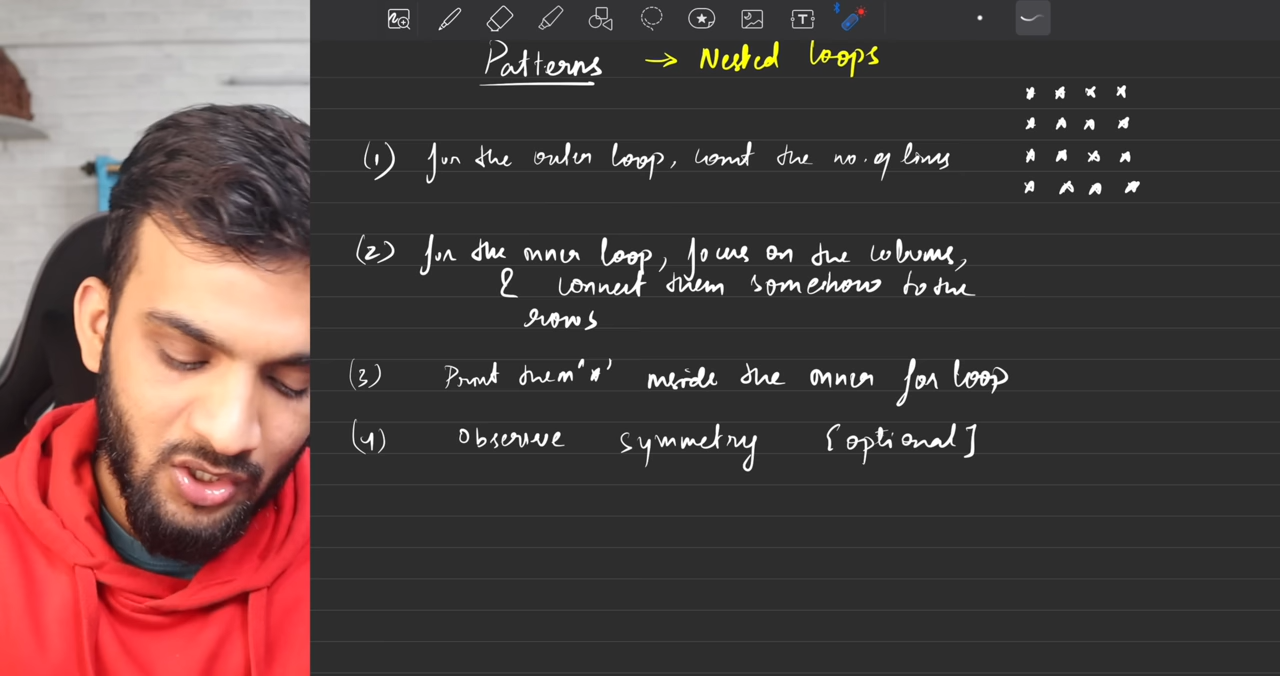 Patterns → Nested loops
* * * *
* * * *
* * * *
* * * *
(1) for the outer loop, count the no. of lines
(2) for the inner loop, focus on the columns,
& connect them somehow to the
rows
(3) Print them '*' inside the inner for loop
(4) Observe symmetry [optional]